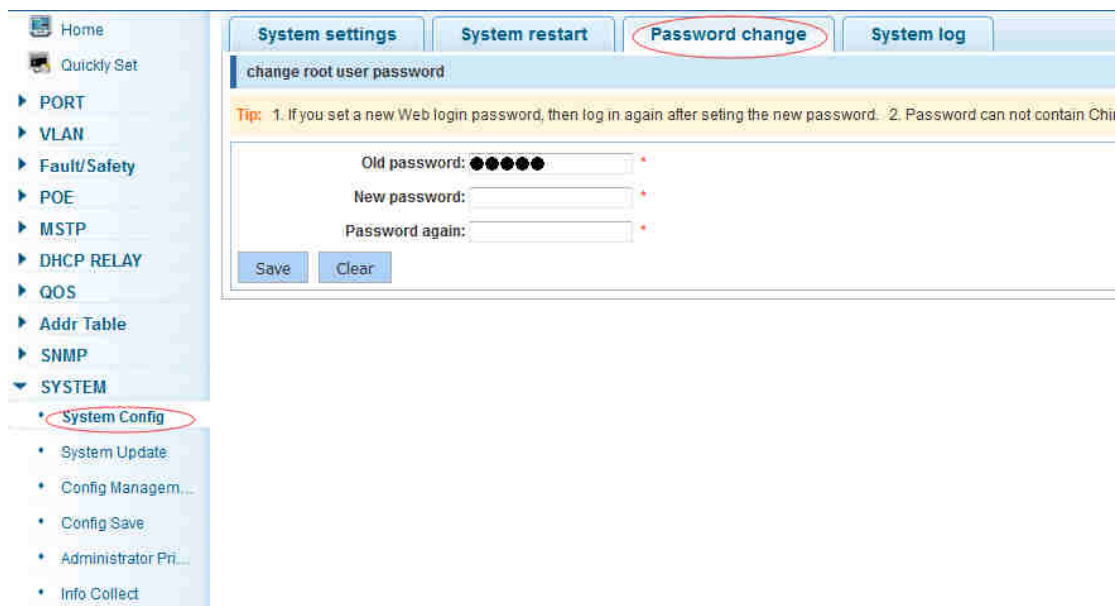 Home
Quickly Set
PORT
VLAN
Fault/Safety
POE
MSTP
DHCP RELAY
QOS
Addr Table
SNMP
SYSTEM
System Config
System Update
Config Managem...
Config Save
Administrator Pri...
Info Collect
System settings
System restart
Password change
System log
change root user password
Tip: 1. If you set a new Web login password, then log in again after seting the new password. 2. Password can not contain Chi
Old password: ●●●●● *
New password: *
Password again: *
Save
Clear